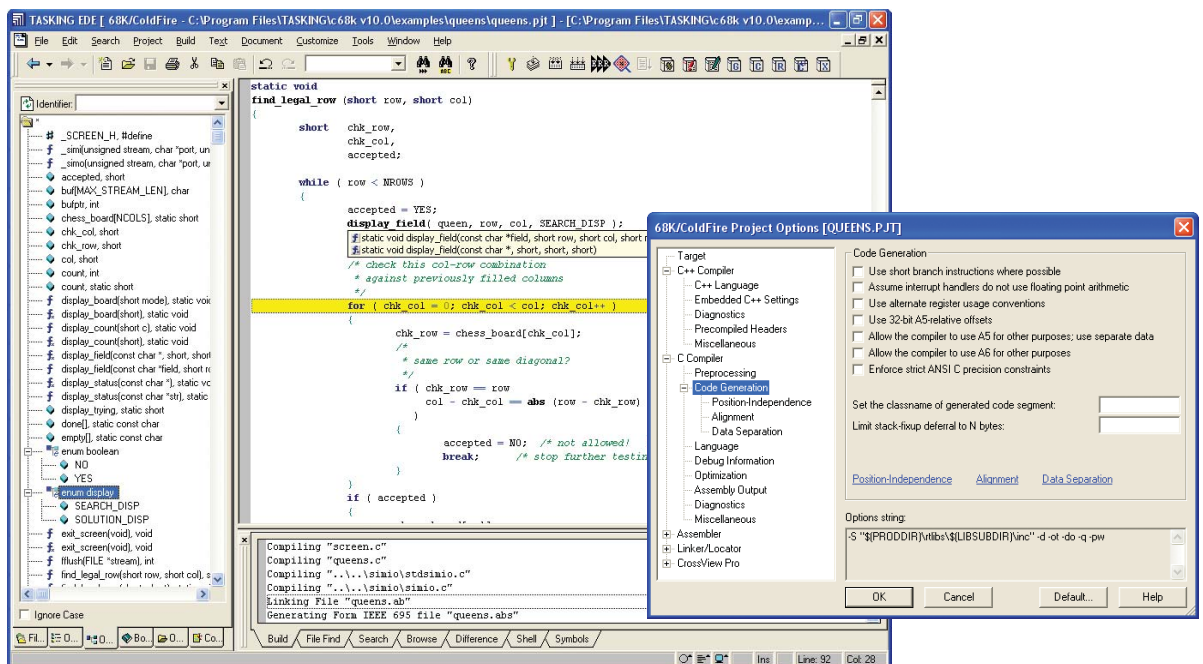 TASKING EDE [ 68K/ColdFire - C:\Program Files\TASKING\c68k v10.0\examples\queens\queens.pjt ] - [C:\Program Files\TASKING\c68k v10.0\examp...
File Edit Search Project Build Text Document Customize Tools Window Help
Identifier:
_SCREEN_H, #define
_simi(unsigned stream, char *port, un
_simo(unsigned stream, char *port, ur
accepted, short
buf[MAX_STREAM_LEN], char
bufptr, int
chess_board[NCOLS], static short
chk_col, short
chk_row, short
col, short
count, int
count, static short
display_board(short mode), static voic
display_board(short), static void
display_count(short c), static void
display_count(short), static void
display_field(const char *, short, short
display_field(const char *field, short ro
display_status(const char *), static vc
display_status(const char *str), static
display_trying, static short
done[], static const char
empty[], static const char
enum boolean
NO
YES
enum display
SEARCH_DISP
SOLUTION_DISP
exit_screen(void), void
exit_screen(void), void
fflush(FILE *stream), int
find_legal_row(short row, short col), s
Ignore Case
Fil... O... O... Bo... O... Co...
static void
find_legal_row (short row, short col)
{
short chk_row,
chk_col,
accepted;
while ( row < NROWS )
{
accepted = YES;
display_field( queen, row, col, SEARCH_DISP );
static void display_field(const char *field, short row, short col, short r
static void display_field(const char *, short, short, short)
/* check this col-row combination
* against previously filled columns
*/
for ( chk_col = 0; chk_col < col; chk_col++ )
{
chk_row = chess_board[chk_col];
/*
* same row or same diagonal?
*/
if ( chk_row == row
col - chk_col == abs (row - chk_row)
)
{
accepted = NO; /* not allowed!
break; /* stop further testin
}
}
if ( accepted )
{
Compiling "screen.c"
Compiling "queens.c"
Compiling "..\..\simio\stdsimio.c"
Compiling "..\..\simio\simio.c"
Linking File "queens.ab"
Generating Form IEEE 695 file "queens.abs"
Build File Find Search Browse Difference Shell Symbols
Ins Line: 92 Col: 28
68K/ColdFire Project Options [QUEENS.PJT]
Target
C++ Compiler
C++ Language
Embedded C++ Settings
Diagnostics
Precompiled Headers
Miscellaneous
C Compiler
Preprocessing
Code Generation
Position-Independence
Alignment
Data Separation
Language
Debug Information
Optimization
Assembly Output
Diagnostics
Miscellaneous
Assembler
Linker/Locator
CrossView Pro
Code Generation
Use short branch instructions where possible
Assume interrupt handlers do not use floating point arithmetic
Use alternate register usage conventions
Use 32-bit A5-relative offsets
Allow the compiler to use A5 for other purposes; use separate data
Allow the compiler to use A6 for other purposes
Enforce strict ANSI C precision constraints
Set the classname of generated code segment:
Limit stack-fixup deferral to N bytes:
Position-Independence Alignment Data Separation
Options string:
-S "$(PRODDIR)\rtlibs\$(LIBSUBDIR)\inc" -d -ot -do -q -pw
OK Cancel Default... Help